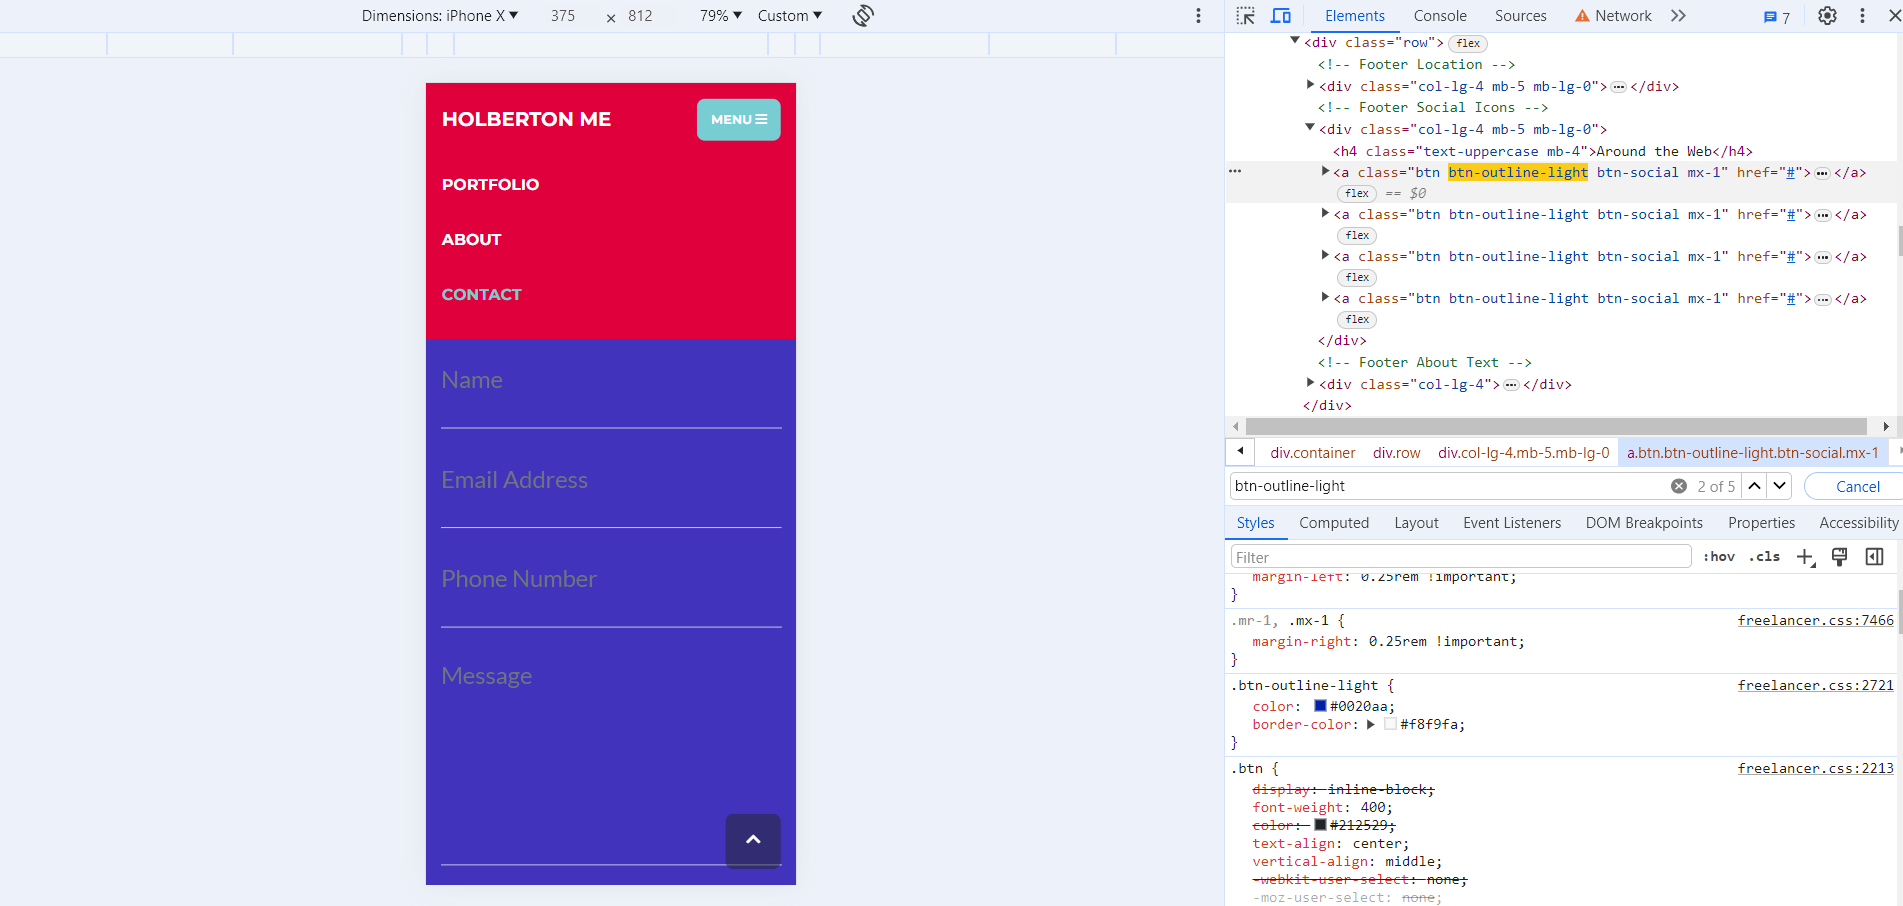 Dimensions: iPhone X ▼ 375 × 812 79% ▼ Custom ▼
HOLBERTON ME
MENU
PORTFOLIO
ABOUT
CONTACT
Name
Email Address
Phone Number
Message
Elements Console Sources Network 7
<div class="row"> flex
<!-- Footer Location -->
<div class="col-lg-4 mb-5 mb-lg-0">…</div>
<!-- Footer Social Icons -->
<div class="col-lg-4 mb-5 mb-lg-0">
<h4 class="text-uppercase mb-4">Around the Web</h4>
<a class="btn btn-outline-light btn-social mx-1" href="#">…</a>
flex == $0
<a class="btn btn-outline-light btn-social mx-1" href="#">…</a>
flex
<a class="btn btn-outline-light btn-social mx-1" href="#">…</a>
flex
<a class="btn btn-outline-light btn-social mx-1" href="#">…</a>
flex
</div>
<!-- Footer About Text -->
<div class="col-lg-4">…</div>
</div>
div.container div.row div.col-lg-4.mb-5.mb-lg-0 a.btn.btn-outline-light.btn-social.mx-1
btn-outline-light 2 of 5 Cancel
Styles Computed Layout Event Listeners DOM Breakpoints Properties Accessibility
Filter :hov .cls
margin-left: 0.25rem !important;
}
.mr-1, .mx-1 { freelancer.css:7466
margin-right: 0.25rem !important;
}
.btn-outline-light { freelancer.css:2721
color: #0020aa;
border-color: #f8f9fa;
}
.btn { freelancer.css:2213
display: inline-block;
font-weight: 400;
color: #212529;
text-align: center;
vertical-align: middle;
-webkit-user-select: none;
-moz-user-select: none;